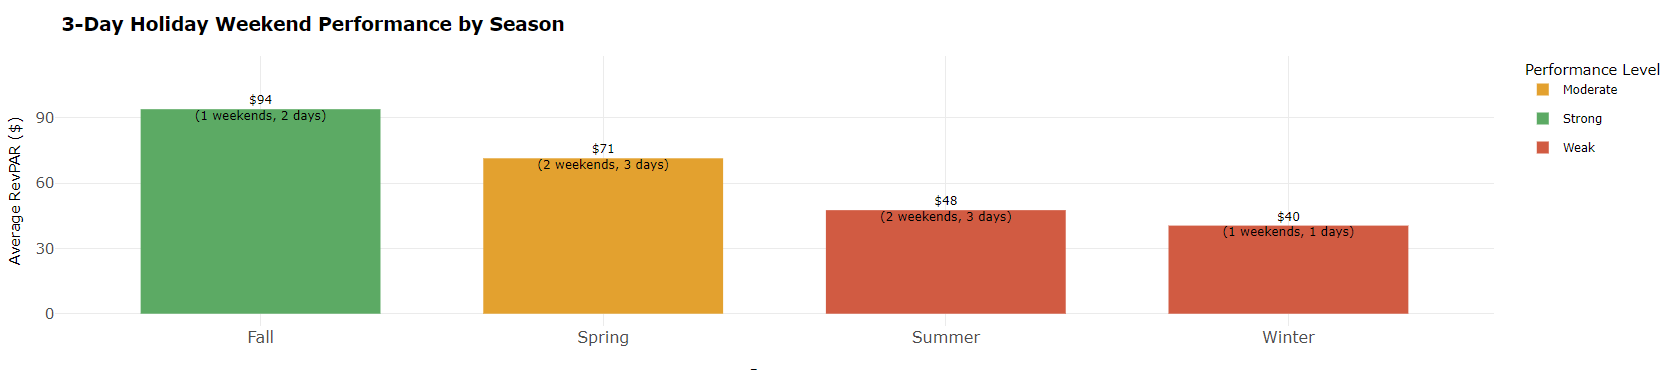 3-Day Holiday Weekend Performance by Season
Average RevPAR ($)
90
60
30
0
$94
(1 weekends, 2 days)
$71
(2 weekends, 3 days)
$48
(2 weekends, 3 days)
$40
(1 weekends, 1 days)
Fall
Spring
Summer
Winter
Performance Level
Moderate
Strong
Weak